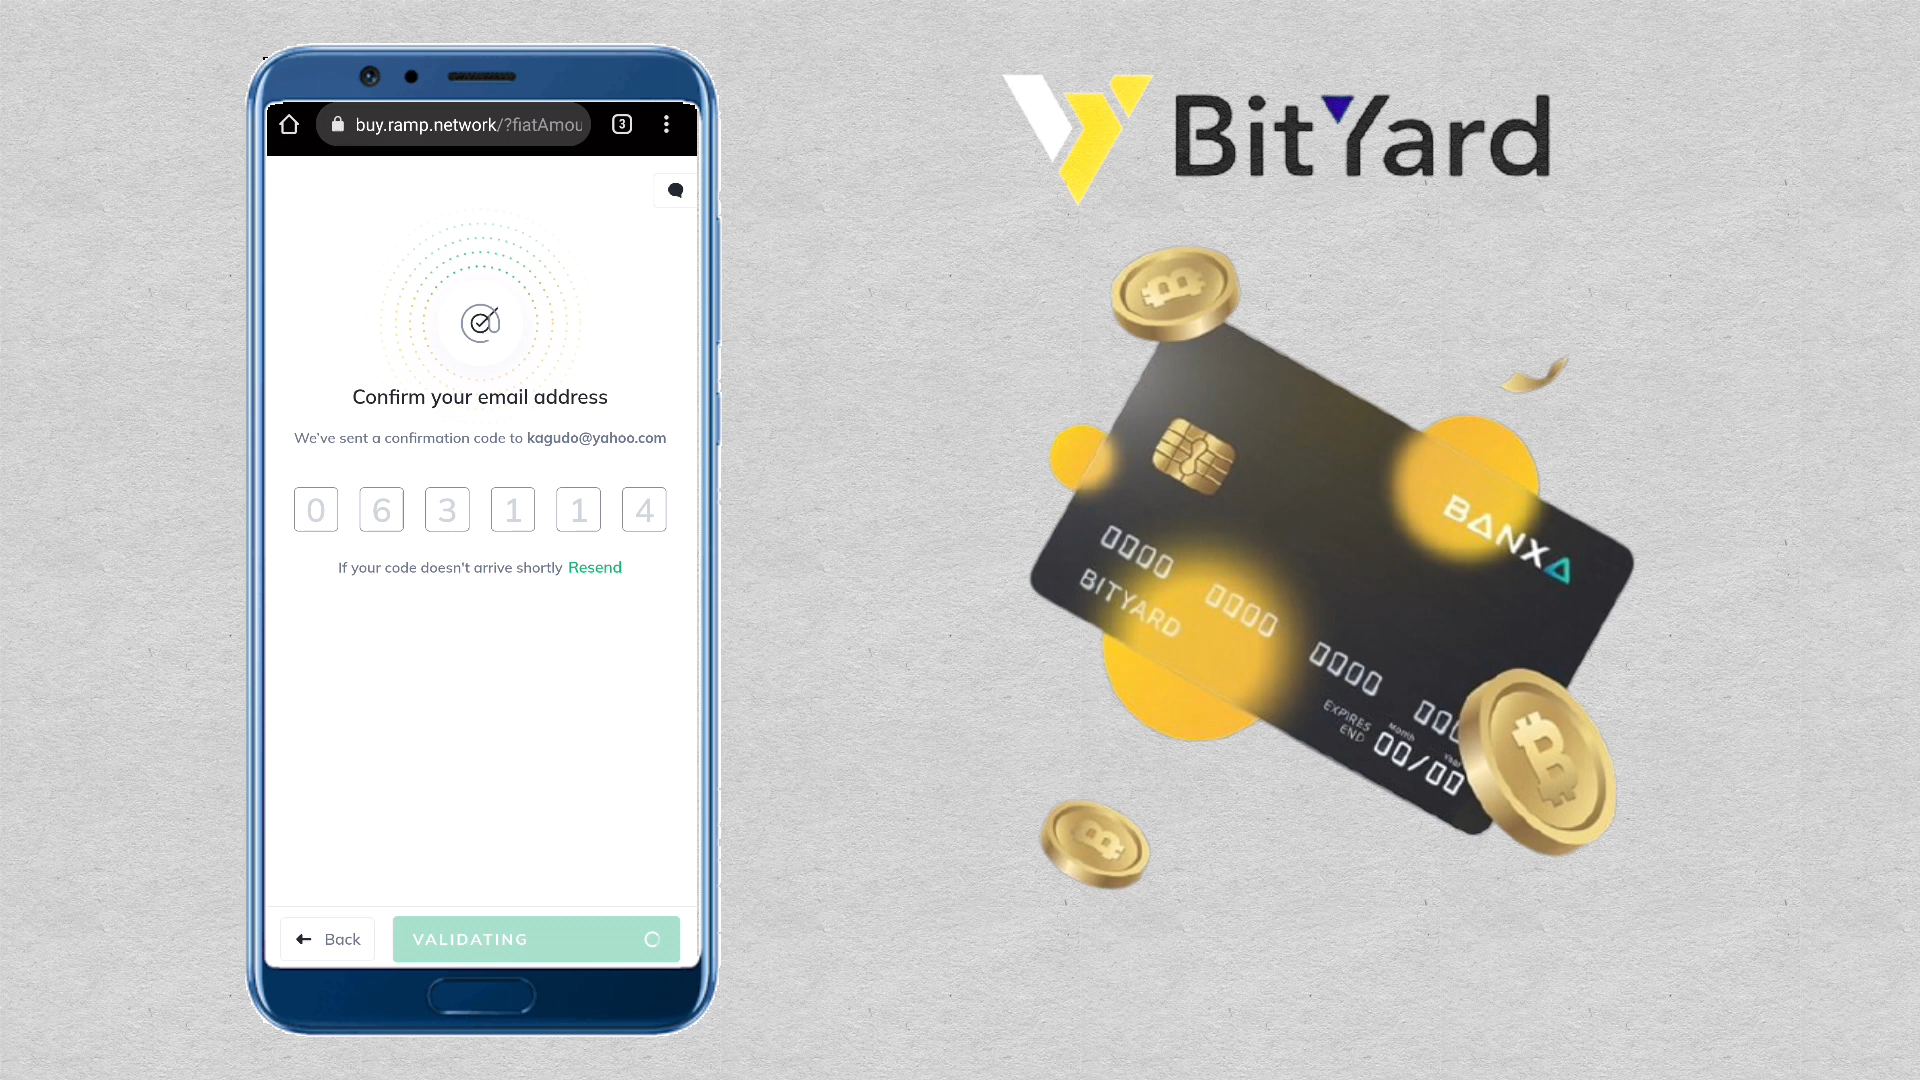 buy.ramp.network/?fiatAmou
3
Confirm your email address
We've sent a confirmation code to kagudo@yahoo.com
0 6 3 1 1 4
If your code doesn't arrive shortly Resend
Back
VALIDATING
BitYard
BANXA
0000 0000 0000 000
BITYARD
EXPIRES
END
Month
Year
00/00